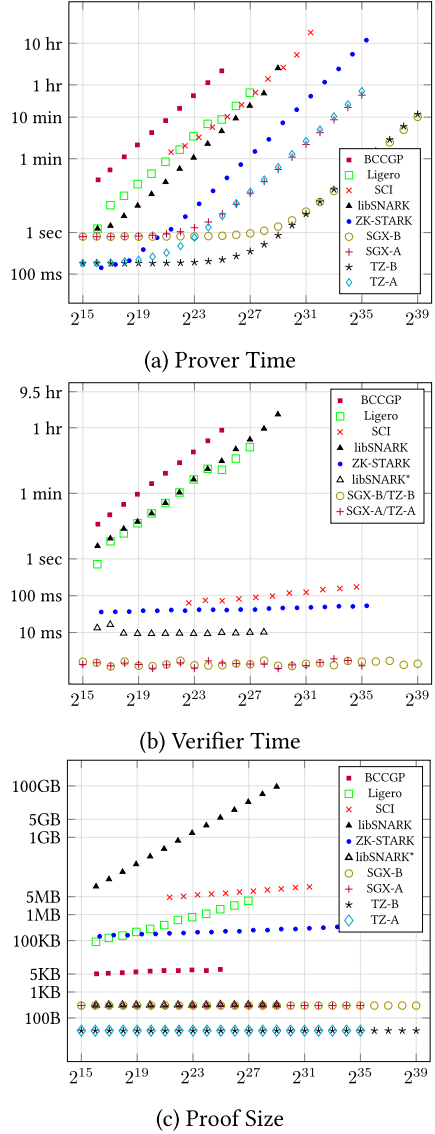 10 hr
1 hr
10 min
1 min
1 sec
100 ms
BCCGP
Ligero
SCI
libSNARK
ZK-STARK
SGX-B
SGX-A
TZ-B
TZ-A
2^15 2^19 2^23 2^27 2^31 2^35 2^39
(a) Prover Time
9.5 hr
1 hr
1 min
1 sec
100 ms
10 ms
BCCGP
Ligero
SCI
libSNARK
ZK-STARK
libSNARK*
SGX-B/TZ-B
SGX-A/TZ-A
2^15 2^19 2^23 2^27 2^31 2^35 2^39
(b) Verifier Time
100GB
5GB
1GB
5MB
1MB
100KB
5KB
1KB
100B
BCCGP
Ligero
SCI
libSNARK
ZK-STARK
libSNARK*
SGX-B
SGX-A
TZ-B
TZ-A
2^15 2^19 2^23 2^27 2^31 2^35 2^39
(c) Proof Size